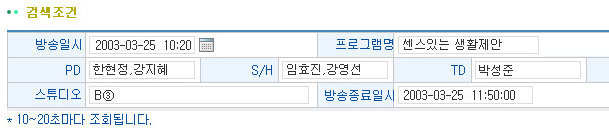 검색조건
방송일시 2003-03-25 10:20 프로그램명 센스있는 생활제안
PD 한현정,강지혜 S/H 임효진,강영선 TD 박성준
스튜디오 B③ 방송종료일시 2003-03-25 11:50:00
* 10~20초마다 조회됩니다.